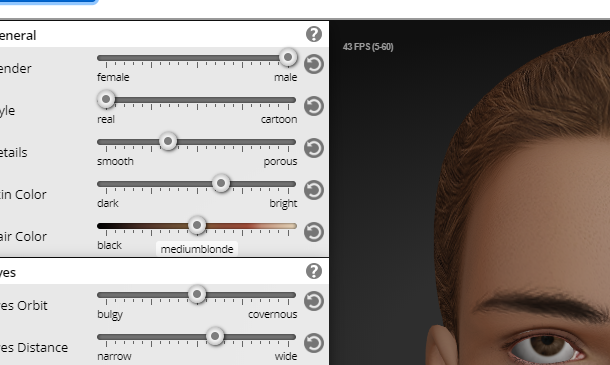 eneral
?
ender
female male
yle
real cartoon
etails
smooth porous
in Color
dark bright
air Color
black mediumblonde
yes
?
es Orbit
bulgy covernous
es Distance
narrow wide
43 FPS (5-60)